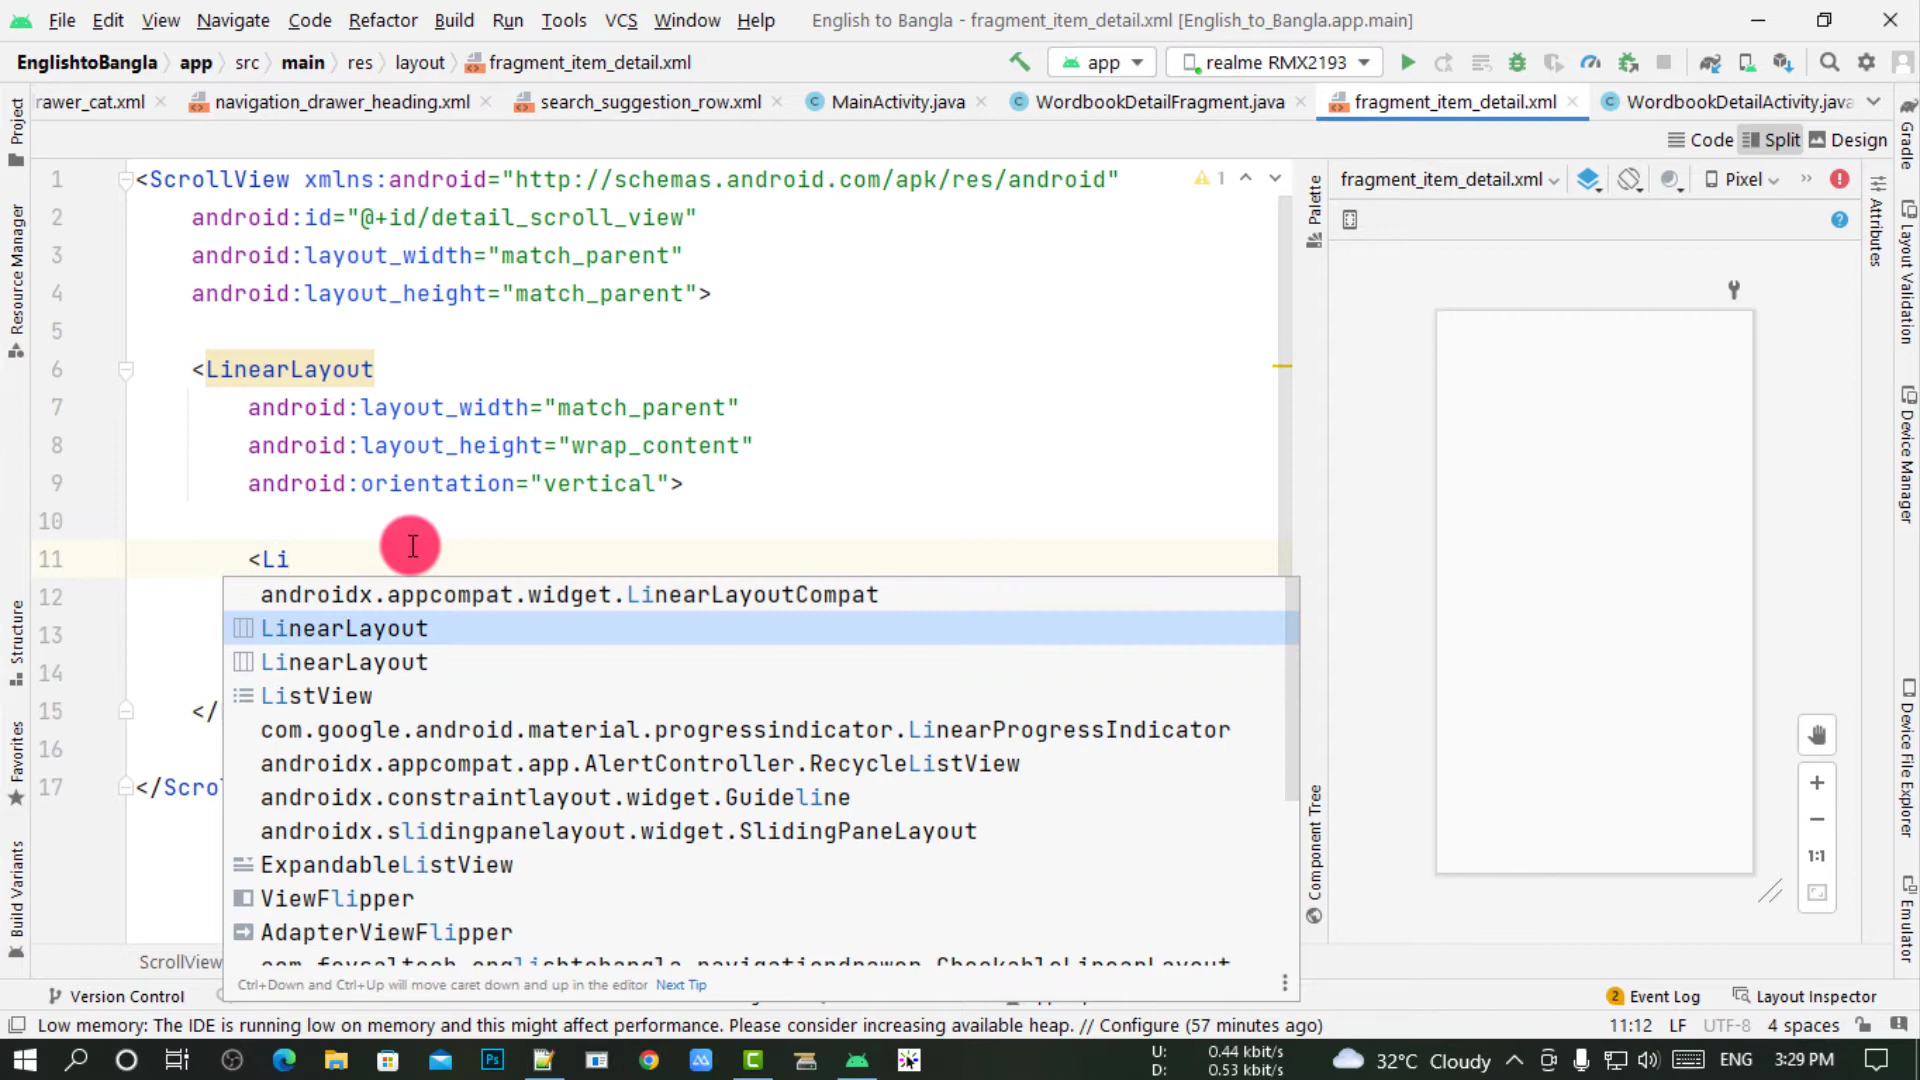 File Edit View Navigate Code Refactor Build Run Tools VCS Window Help English to Bangla - fragment_item_detail.xml [English_to_Bangla.app.main]
EnglishtoBangla app src main res layout fragment_item_detail.xml app realme RMX2193
rawer_cat.xml navigation_drawer_heading.xml search_suggestion_row.xml MainActivity.java WordbookDetailFragment.java fragment_item_detail.xml WordbookDetailActivity.java
Code Split Design
1 <ScrollView xmlns:android="http://schemas.android.com/apk/res/android" 1
2 android:id="@+id/detail_scroll_view"
3 android:layout_width="match_parent"
4 android:layout_height="match_parent">
5
6 <LinearLayout
7 android:layout_width="match_parent"
8 android:layout_height="wrap_content"
9 android:orientation="vertical">
10
11 <Li
12
13
14
15 </
16
17 </Scro
androidx.appcompat.widget.LinearLayoutCompat
LinearLayout
LinearLayout
ListView
com.google.android.material.progressindicator.LinearProgressIndicator
androidx.appcompat.app.AlertController.RecycleListView
androidx.constraintlayout.widget.Guideline
androidx.slidingpanelayout.widget.SlidingPaneLayout
ExpandableListView
ViewFlipper
AdapterViewFlipper
Ctrl+Down and Ctrl+Up will move caret down and up in the editor Next Tip
ScrollView
fragment_item_detail.xml Pixel
1:1
Project
Resource Manager
Structure
Favorites
Build Variants
Palette
Component Tree
Attributes
Gradle
Layout Validation
Device Manager
Device File Explorer
Emulator
Version Control 2 Event Log Layout Inspector
Low memory: The IDE is running low on memory and this might affect performance. Please consider increasing available heap. // Configure (57 minutes ago) 11:12 LF UTF-8 4 spaces
U: 0.44 kbit/s
D: 0.53 kbit/s
32°C Cloudy ENG 3:29 PM